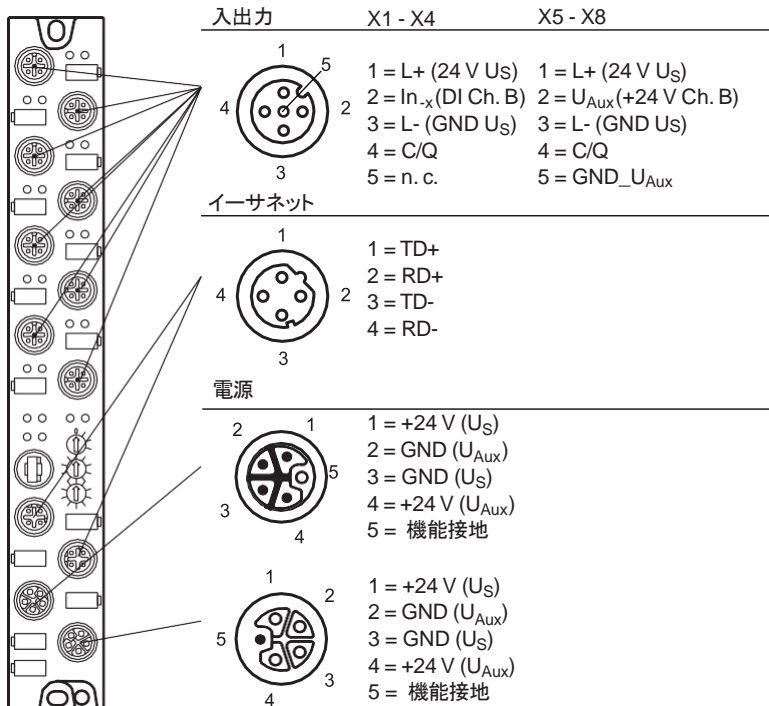 入出力 X1 - X4 X5 - X8
1
5
4
2
3
1 = L+ (24 V US) 1 = L+ (24 V US)
2 = In-x (DI Ch. B) 2 = UAux (+24 V Ch. B)
3 = L- (GND US) 3 = L- (GND US)
4 = C/Q 4 = C/Q
5 = n. c. 5 = GND_UAux
イーサネット
1
4
2
3
1 = TD+
2 = RD+
3 = TD-
4 = RD-
電源
2
1
5
3
4
1 = +24 V (US)
2 = GND (UAux)
3 = GND (US)
4 = +24 V (UAux)
5 = 機能接地
1
2
5
3
4
1 = +24 V (US)
2 = GND (UAux)
3 = GND (US)
4 = +24 V (UAux)
5 = 機能接地